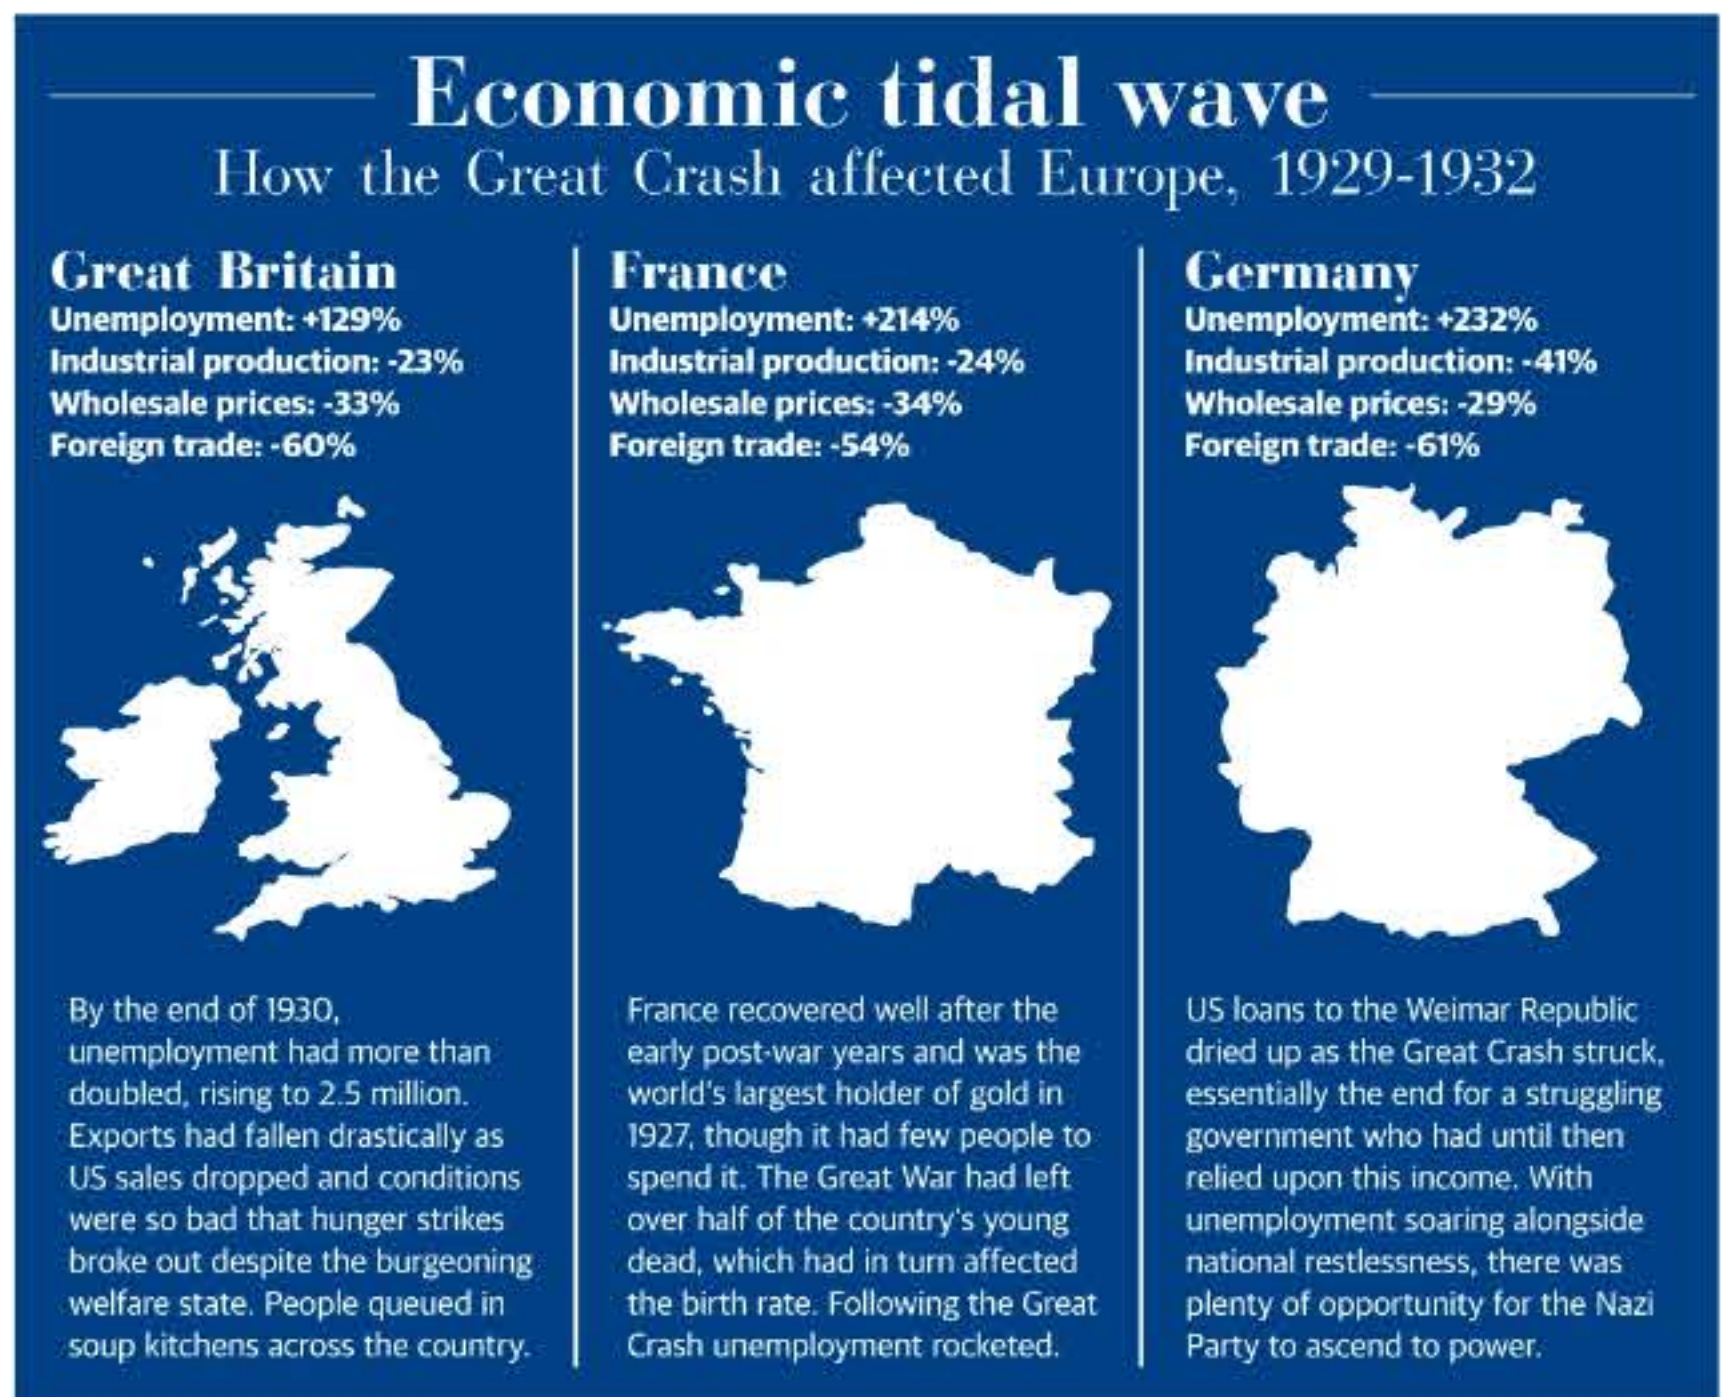 Economic tidal wave
How the Great Crash affected Europe, 1929-1932
Great Britain
Unemployment: +129%
Industrial production: -23%
Wholesale prices: -33%
Foreign trade: -60%
By the end of 1930,
unemployment had more than
doubled, rising to 2.5 million.
Exports had fallen drastically as
US sales dropped and conditions
were so bad that hunger strikes
broke out despite the burgeoning
welfare state. People queued in
soup kitchens across the country.
France
Unemployment: +214%
Industrial production: -24%
Wholesale prices: -34%
Foreign trade: -54%
France recovered well after the
early post-war years and was the
world's largest holder of gold in
1927, though it had few people to
spend it. The Great War had left
over half of the country's young
dead, which had in turn affected
the birth rate. Following the Great
Crash unemployment rocketed.
Germany
Unemployment: +232%
Industrial production: -41%
Wholesale prices: -29%
Foreign trade: -61%
US loans to the Weimar Republic
dried up as the Great Crash struck,
essentially the end for a struggling
government who had until then
relied upon this income. With
unemployment soaring alongside
national restlessness, there was
plenty of opportunity for the Nazi
Party to ascend to power.